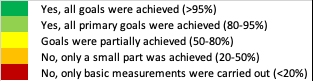 Yes, all goals were achieved (>95%)
Yes, all primary goals were achieved (80-95%)
Goals were partially achieved (50-80%)
No, only a small part was achieved (20-50%)
No, only basic measurements were carried out (<20%)